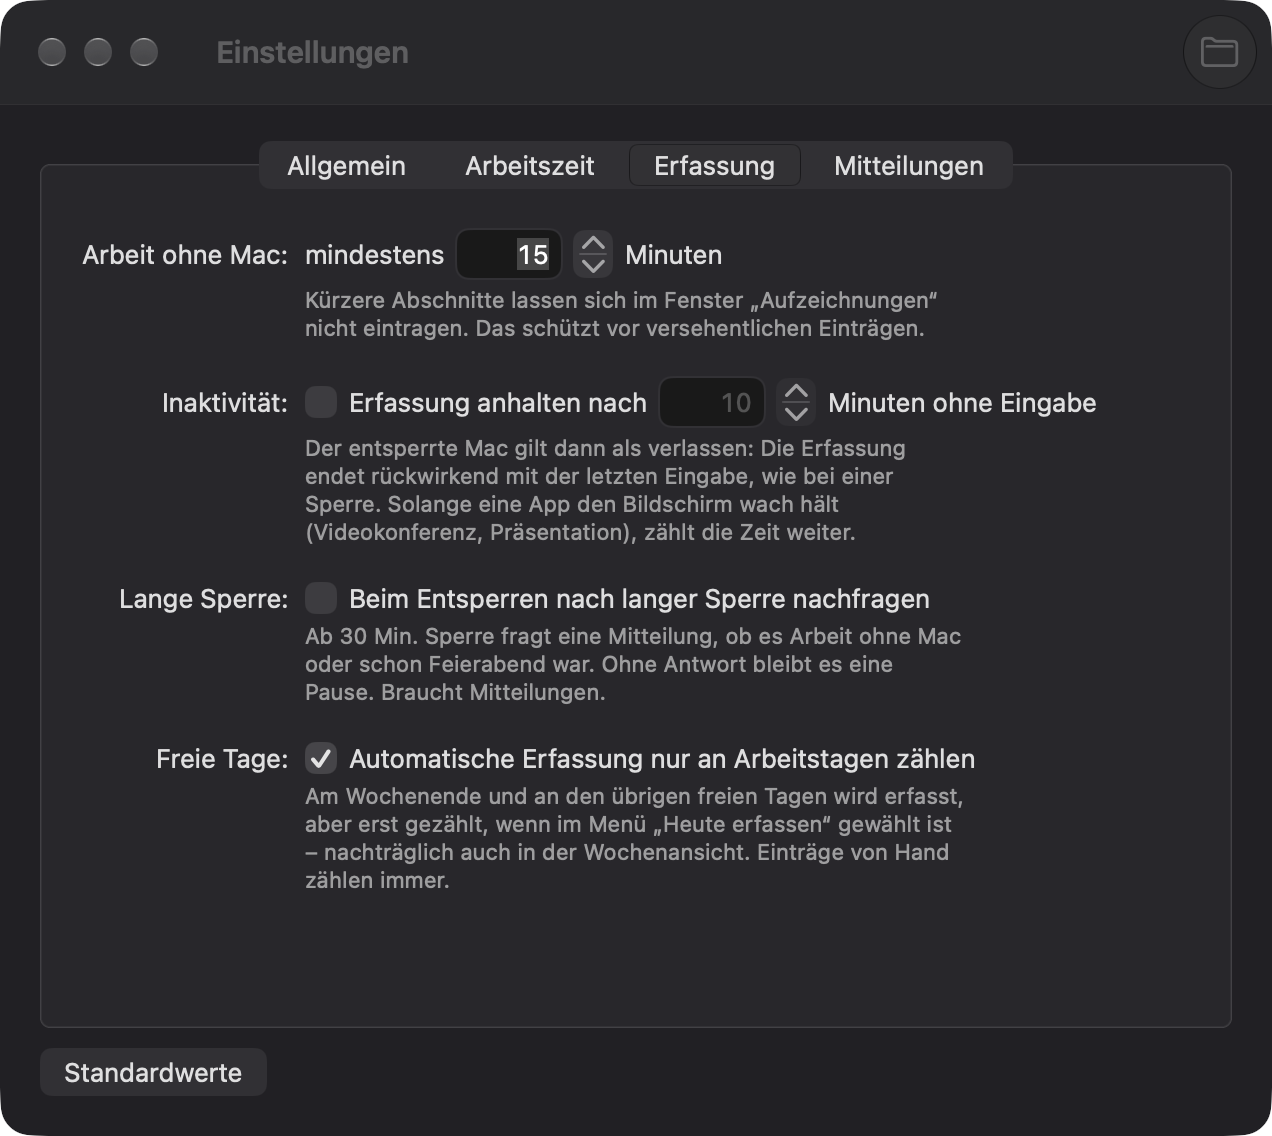 Einstellungen
Allgemein Arbeitszeit Erfassung Mitteilungen
Arbeit ohne Mac: mindestens 15 Minuten
Kürzere Abschnitte lassen sich im Fenster „Aufzeichnungen“
nicht eintragen. Das schützt vor versehentlichen Einträgen.
Inaktivität: Erfassung anhalten nach 10 Minuten ohne Eingabe
Der entsperrte Mac gilt dann als verlassen: Die Erfassung
endet rückwirkend mit der letzten Eingabe, wie bei einer
Sperre. Solange eine App den Bildschirm wach hält
(Videokonferenz, Präsentation), zählt die Zeit weiter.
Lange Sperre: Beim Entsperren nach langer Sperre nachfragen
Ab 30 Min. Sperre fragt eine Mitteilung, ob es Arbeit ohne Mac
oder schon Feierabend war. Ohne Antwort bleibt es eine
Pause. Braucht Mitteilungen.
Freie Tage: Automatische Erfassung nur an Arbeitstagen zählen
Am Wochenende und an den übrigen freien Tagen wird erfasst,
aber erst gezählt, wenn im Menü „Heute erfassen“ gewählt ist
– nachträglich auch in der Wochenansicht. Einträge von Hand
zählen immer.
Standardwerte